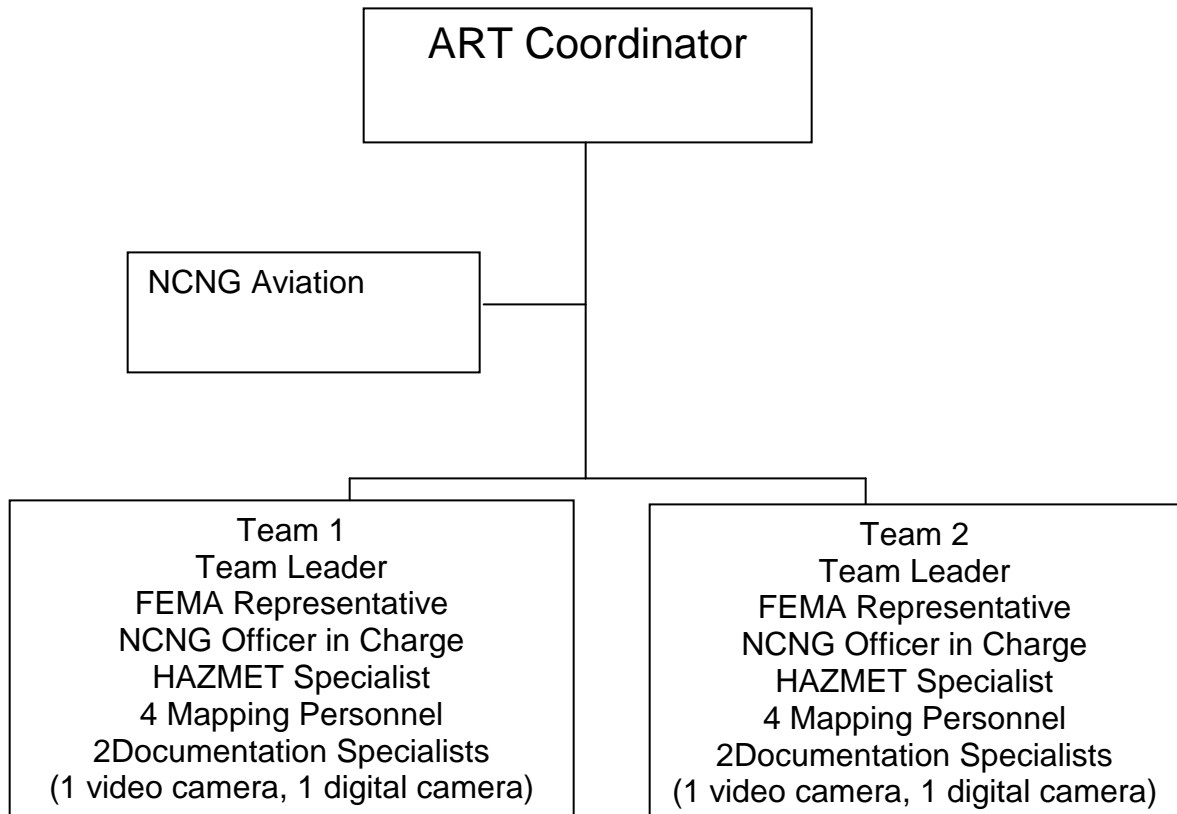 ART Coordinator
NCNG Aviation
Team 1
Team Leader
FEMA Representative
NCNG Officer in Charge
HAZMET Specialist
4 Mapping Personnel
2Documentation Specialists
(1 video camera, 1 digital camera)
Team 2
Team Leader
FEMA Representative
NCNG Officer in Charge
HAZMET Specialist
4 Mapping Personnel
2Documentation Specialists
(1 video camera, 1 digital camera)